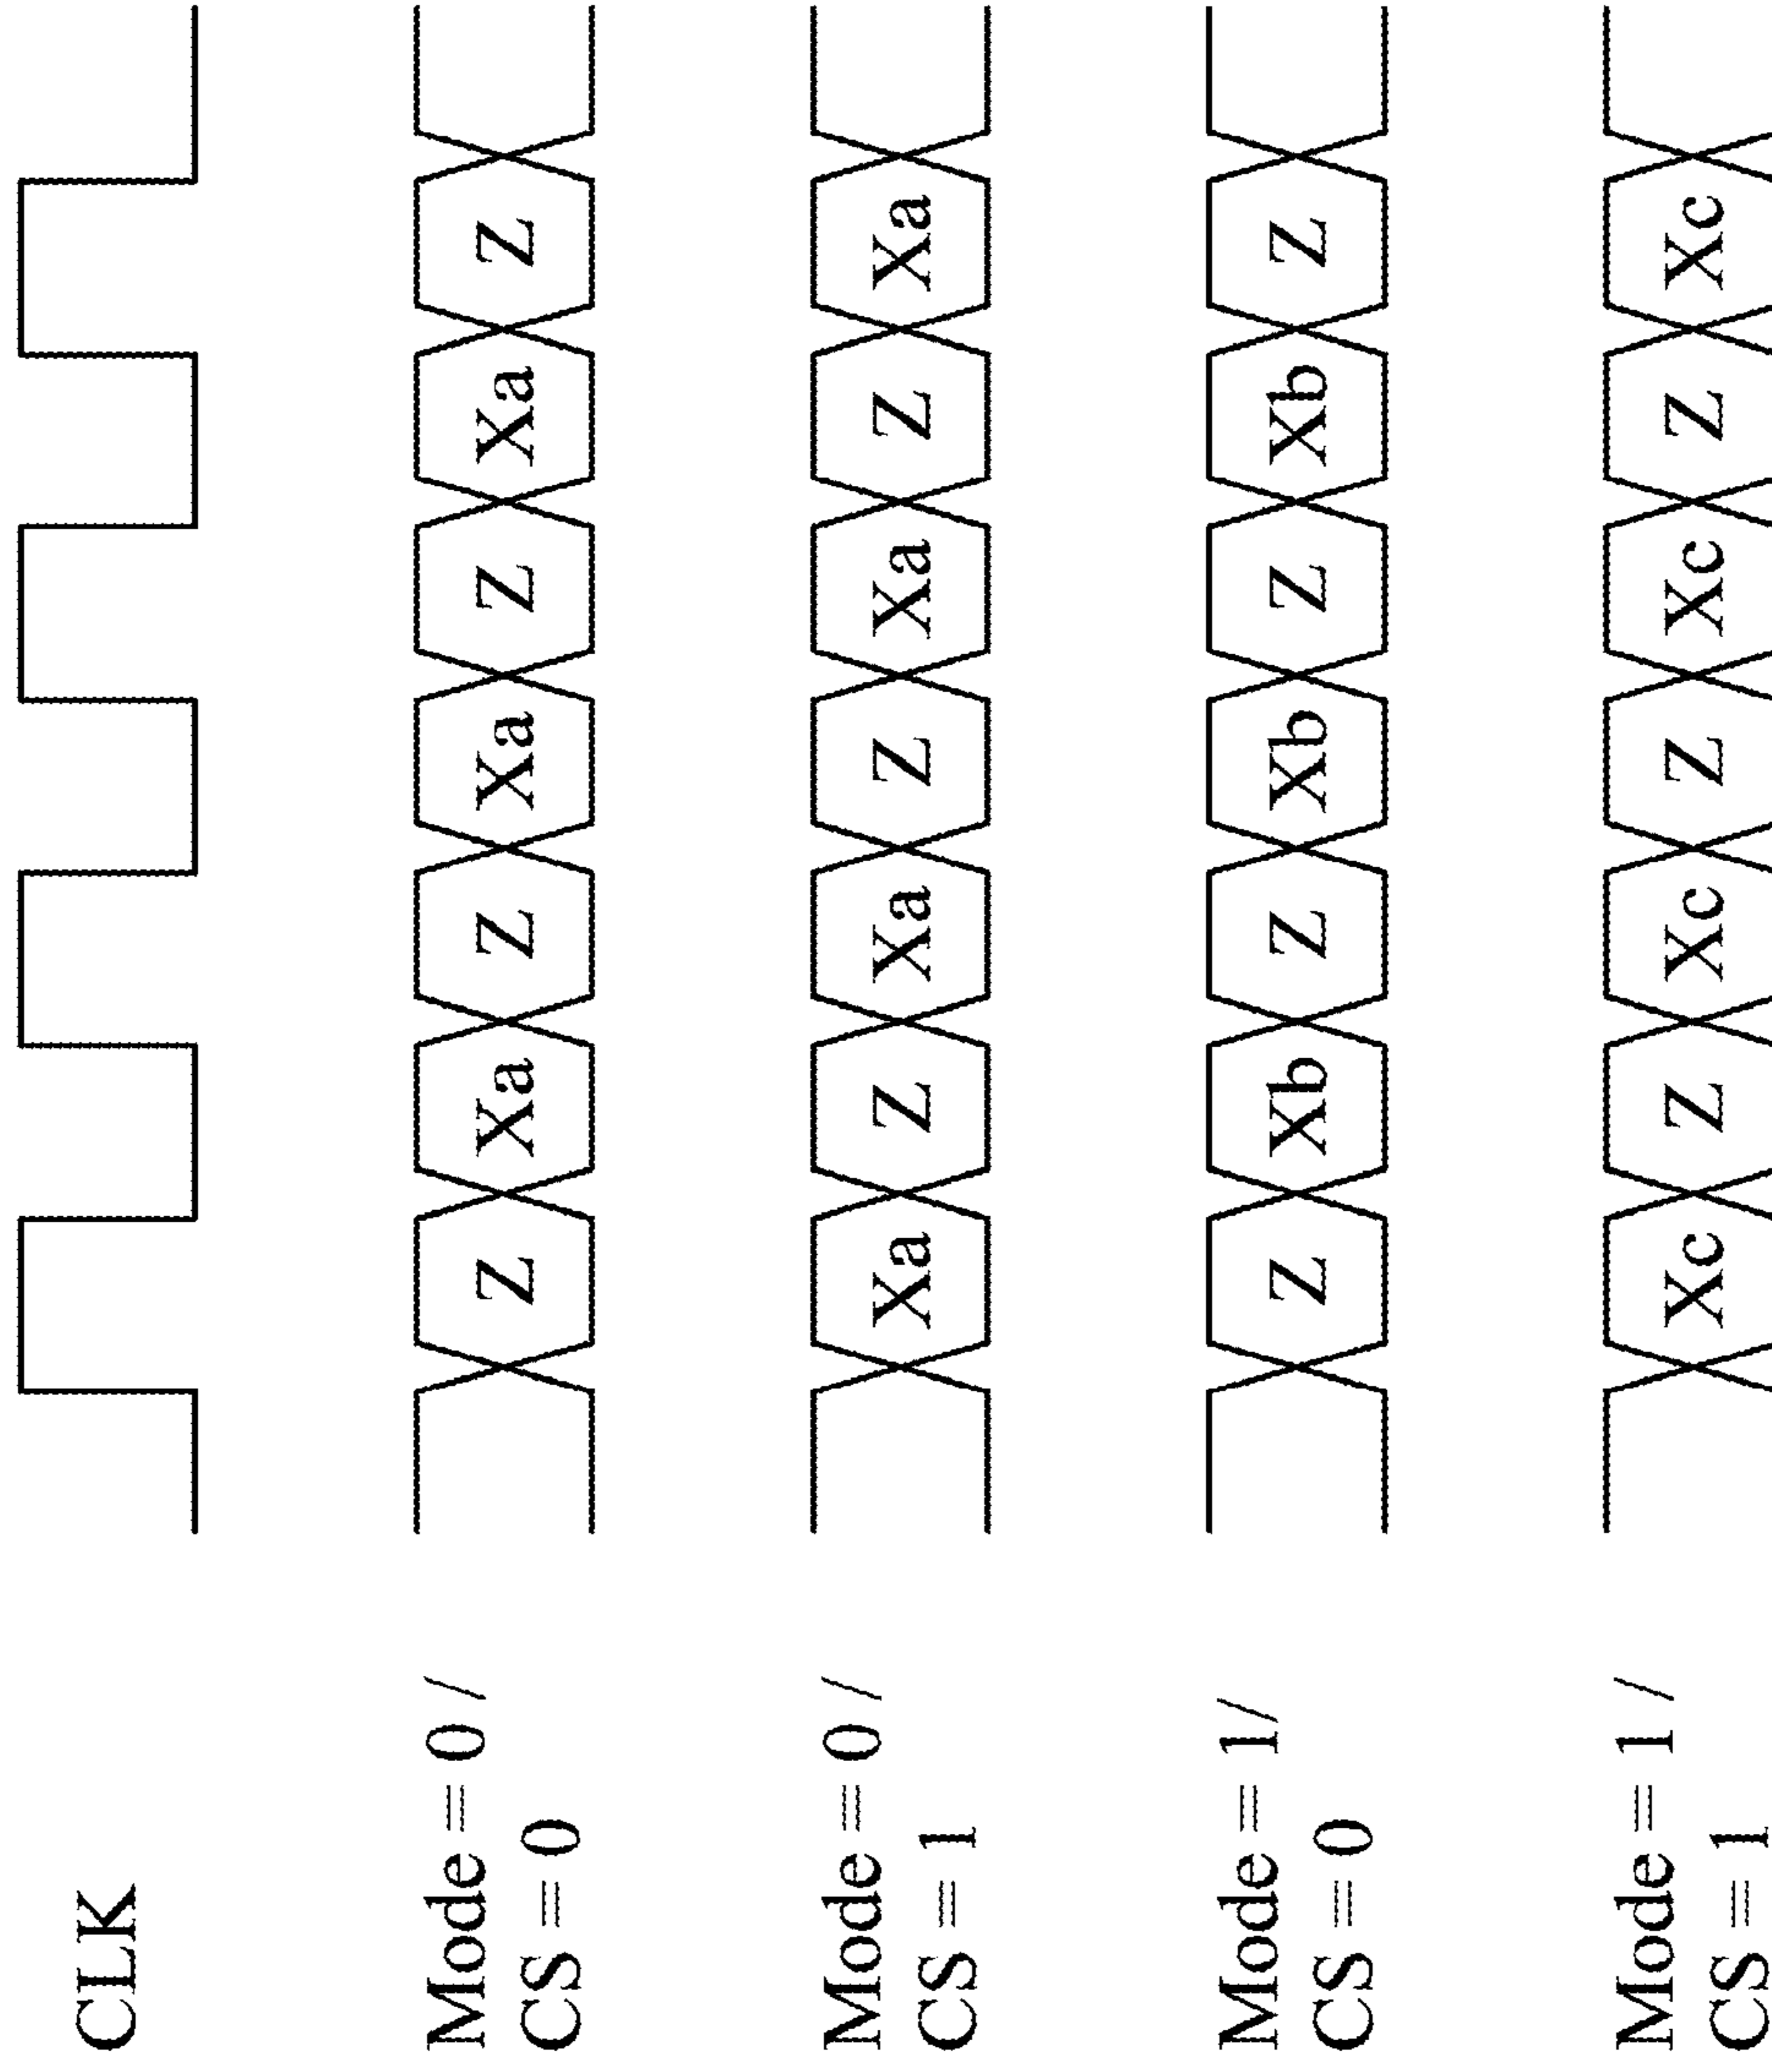 CLK
Mode = 0 /
CS = 0
Z Xa Z Xa Z Xa Z
Mode = 0 /
CS = 1
Xa Z Xa Z Xa Z Xa
Mode = 1/
CS = 0
Z Xb Z Xb Z Xb Z
Mode = 1 /
CS = 1
Xc Z Xc Z Xc Z Xc